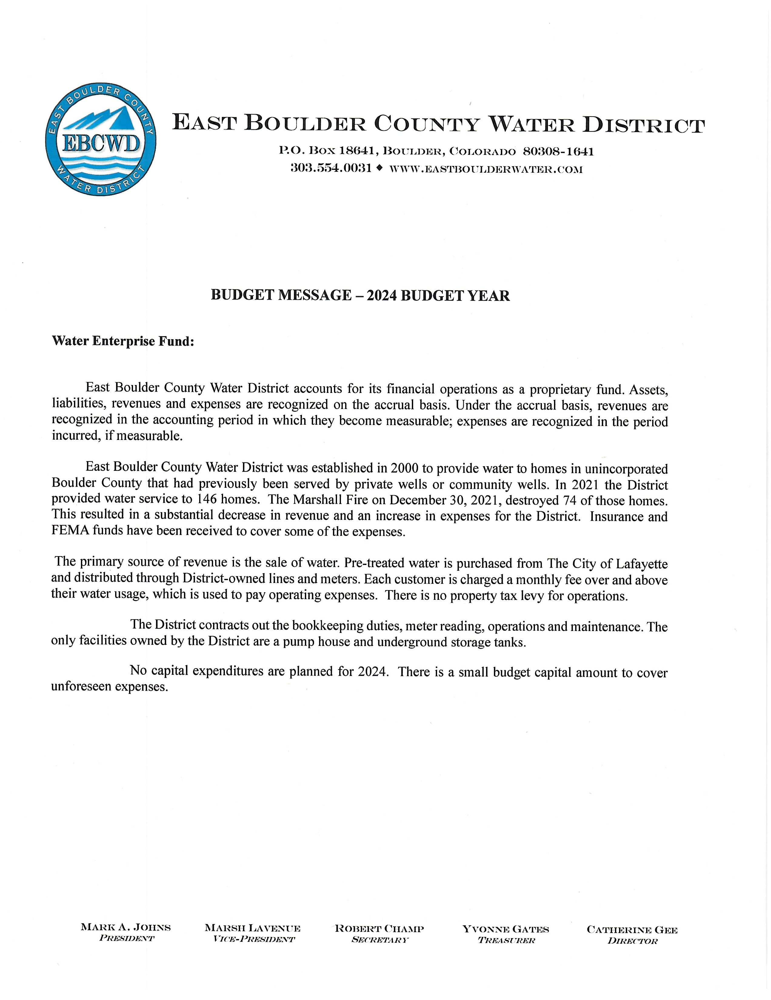 EAST BOULDER COUNTY
EBCWD
WATER DISTRICT
EAST BOULDER COUNTY WATER DISTRICT
P.O. BOX 18641, BOULDER, COLORADO 80308-1641
303.554.0031 ♦ WWW.EASTBOULDERWATER.COM
BUDGET MESSAGE – 2024 BUDGET YEAR
Water Enterprise Fund:
East Boulder County Water District accounts for its financial operations as a proprietary fund. Assets,
liabilities, revenues and expenses are recognized on the accrual basis. Under the accrual basis, revenues are
recognized in the accounting period in which they become measurable; expenses are recognized in the period
incurred, if measurable.
East Boulder County Water District was established in 2000 to provide water to homes in unincorporated
Boulder County that had previously been served by private wells or community wells. In 2021 the District
provided water service to 146 homes. The Marshall Fire on December 30, 2021, destroyed 74 of those homes.
This resulted in a substantial decrease in revenue and an increase in expenses for the District. Insurance and
FEMA funds have been received to cover some of the expenses.
The primary source of revenue is the sale of water. Pre-treated water is purchased from The City of Lafayette
and distributed through District-owned lines and meters. Each customer is charged a monthly fee over and above
their water usage, which is used to pay operating expenses. There is no property tax levy for operations.
The District contracts out the bookkeeping duties, meter reading, operations and maintenance. The
only facilities owned by the District are a pump house and underground storage tanks.
No capital expenditures are planned for 2024. There is a small budget capital amount to cover
unforeseen expenses.
MARK A. JOHNS MARSH LAVENUE ROBERT CHAMP YVONNE GATES CATHERINE GEE
PRESIDENT VICE-PRESIDENT SECRETARY TREASURER DIRECTOR